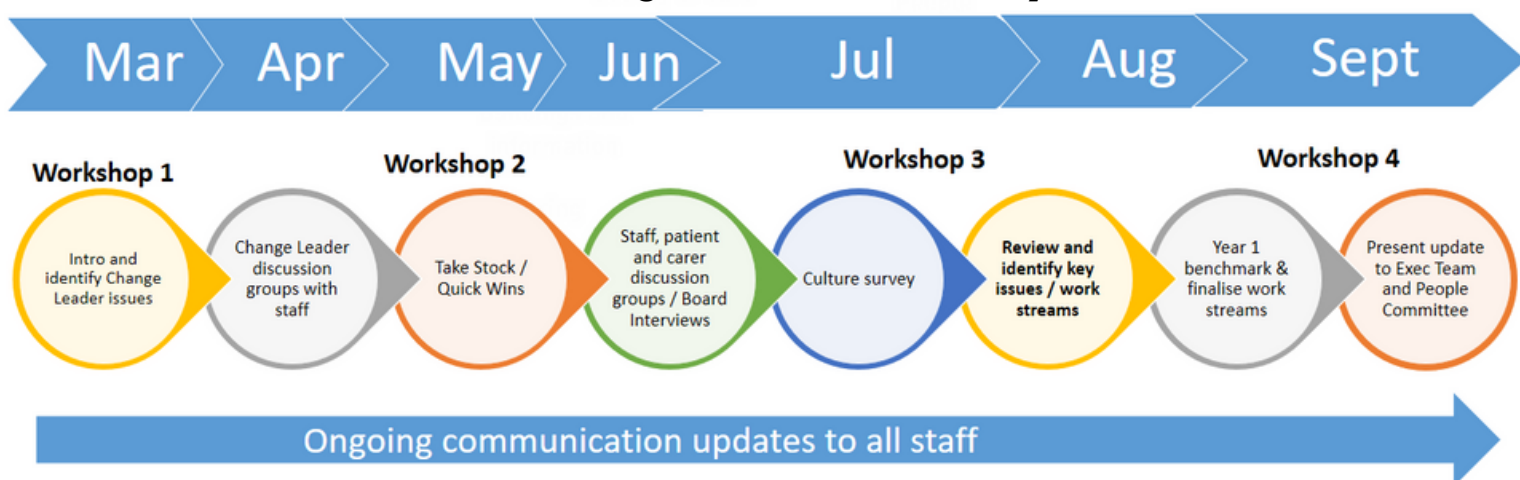 Mar
Apr
May
Jun
Jul
Aug
Sept
Workshop 1
Workshop 2
Workshop 3
Workshop 4
Intro and
identify Change
Leader issues
Change Leader
discussion
groups with
staff
Take Stock /
Quick Wins
Staff, patient
and carer
discussion
groups / Board
Interviews
Culture survey
Review and
identify key
issues / work
streams
Year 1
benchmark &
finalise work
streams
Present update
to Exec Team
and People
Committee
Ongoing communication updates to all staff